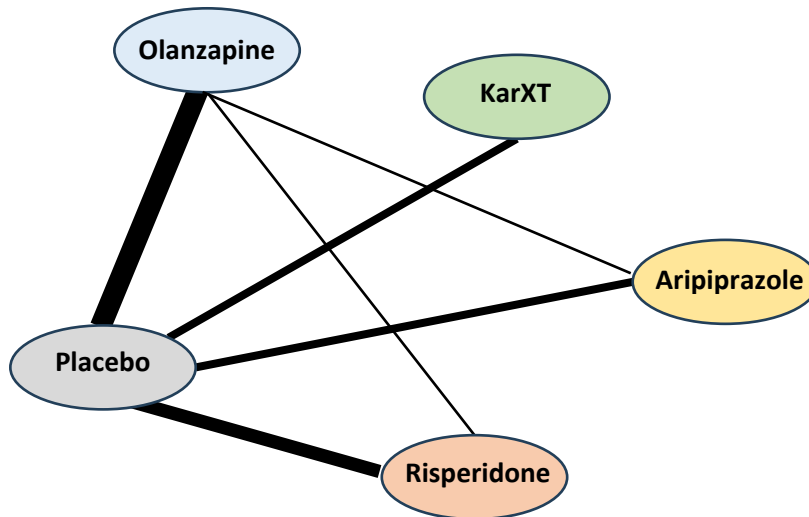 Olanzapine
KarXT
Aripiprazole
Placebo
Risperidone